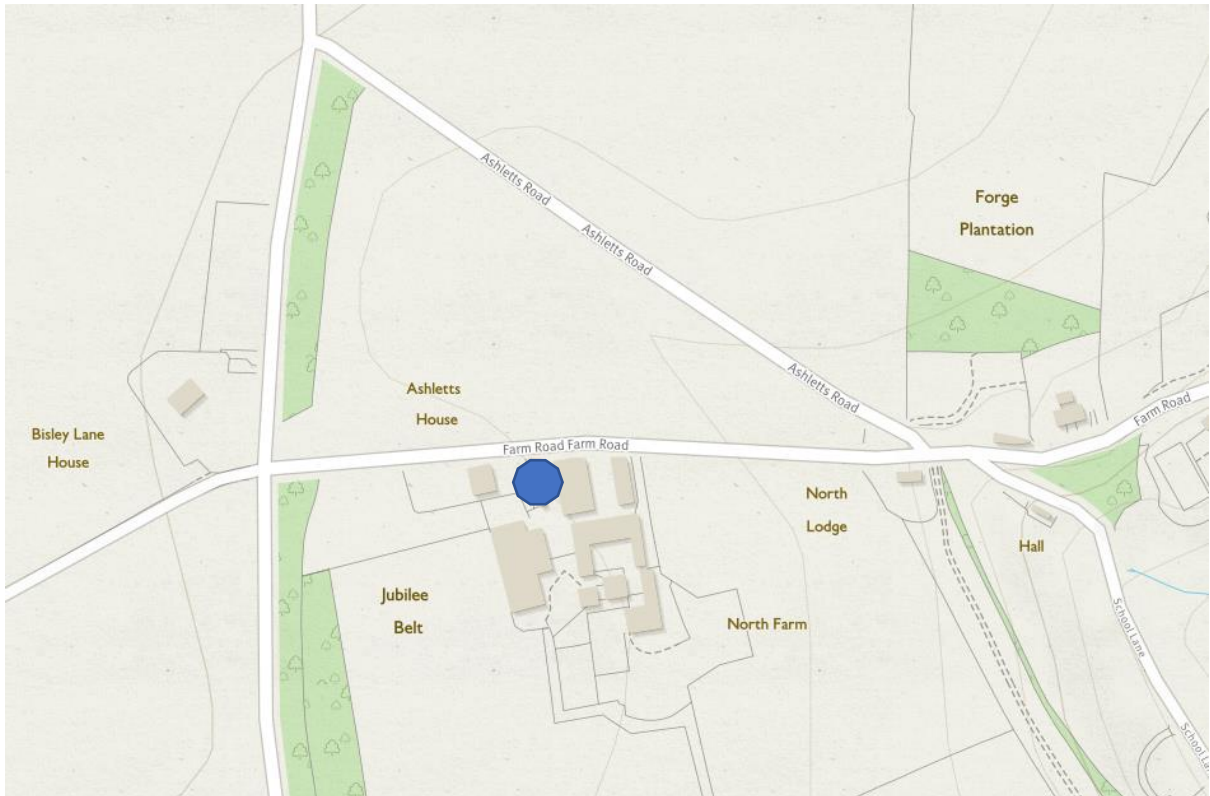 Ashletts Road
Ashletts Road
Forge
Plantation
Ashletts Road
Ashletts
House
Farm Road
Bisley Lane
House
Farm Road Farm Road
North
Lodge
Hall
Jubilee
Belt
North Farm
School Lane
School Lane